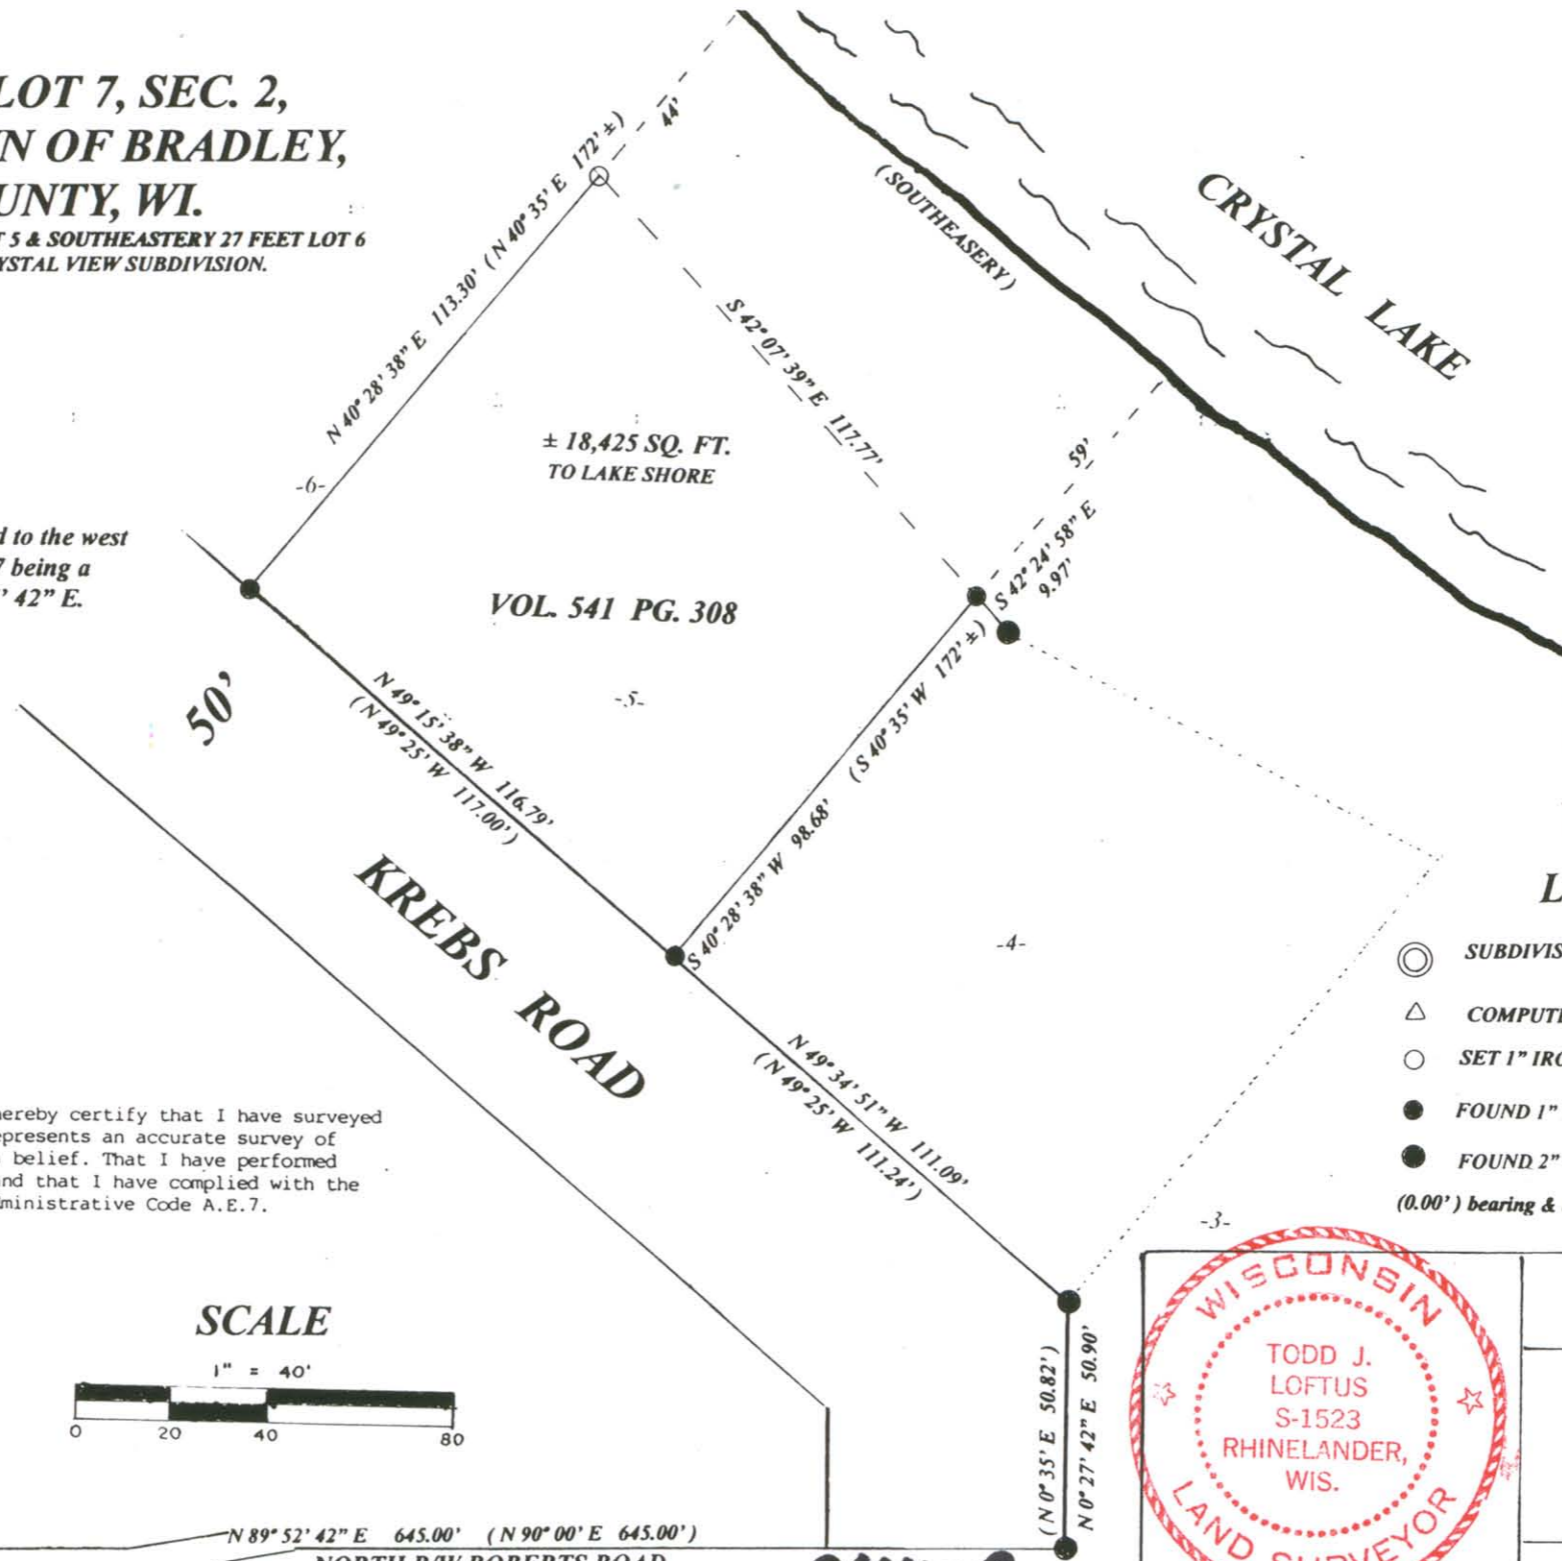 LOT 7, SEC. 2,
N OF BRADLEY,
UNTY, WI.
T 5 & SOUTHEASTERY 27 FEET LOT 6
YSTAL VIEW SUBDIVISION.
44'
(SOUTHEASERY)
CRYSTAL LAKE
N 40° 28' 38" E 113.30' (N 40° 35' E 172' ±)
S 42° 07' 39" E 117.77'
± 18,425 SQ. FT.
TO LAKE SHORE
-6-
59'
S 42° 24' 58" E
9.97'
d to the west
7 being a
' 42" E.
VOL. 541 PG. 308
50'
-5-
N 49° 15' 38" W 116.79'
(N 49° 25' W 117.00')
S 40° 28' 38" W 98.68' (S 40° 35' W 172' ±)
KREBS ROAD
-4-
N 49° 34' 51" W 111.09'
(N 49° 25' W 111.24')
L
SUBDIVIS
COMPUT
SET 1" IRO
FOUND 1"
FOUND 2"
(0.00') bearing &
-3-
hereby certify that I have surveyed
epresents an accurate survey of
belief. That I have performed
and that I have complied with the
ministrative Code A.E.7.
SCALE
1" = 40'
0 20 40 80
(N 0° 35' E 50.82')
N 0° 27' 42" E 50.90'
WISCONSIN
TODD J.
LOFTUS
S-1523
RHINELANDER,
WIS.
LAND SURVEYOR
N 89° 52' 42" E 645.00' (N 90° 00' E 645.00')
NORTH R/W ROBERTS ROAD